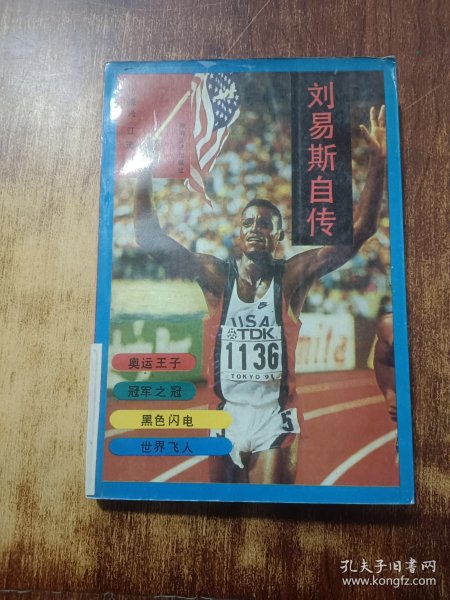 刘易斯自传
USA
TDK
1136
TOKYO 91
5
奥运王子
冠军之冠
黑色闪电
世界飞人
孔夫子旧书网
www.kongfz.com